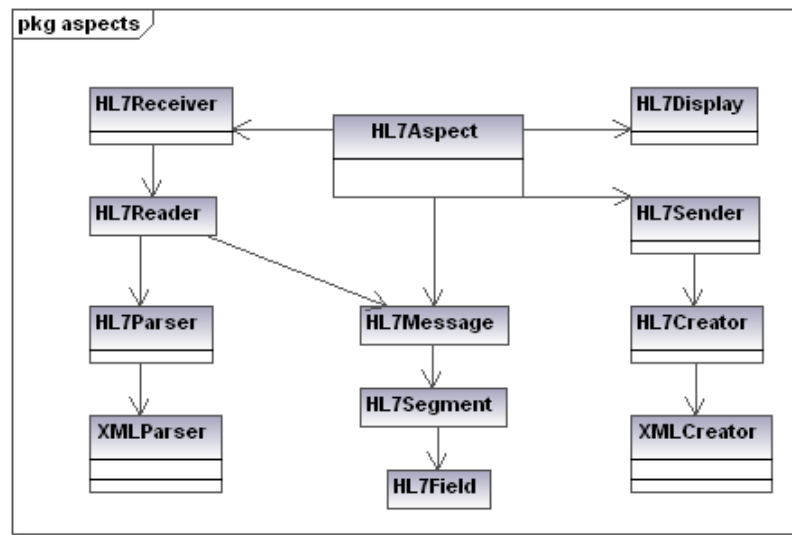 pkg aspects
HL7Receiver
HL7Aspect
HL7Display
HL7Reader
HL7Sender
HL7Parser
HL7Message
HL7Creator
HL7Segment
XMLParser
XMLCreator
HL7Field